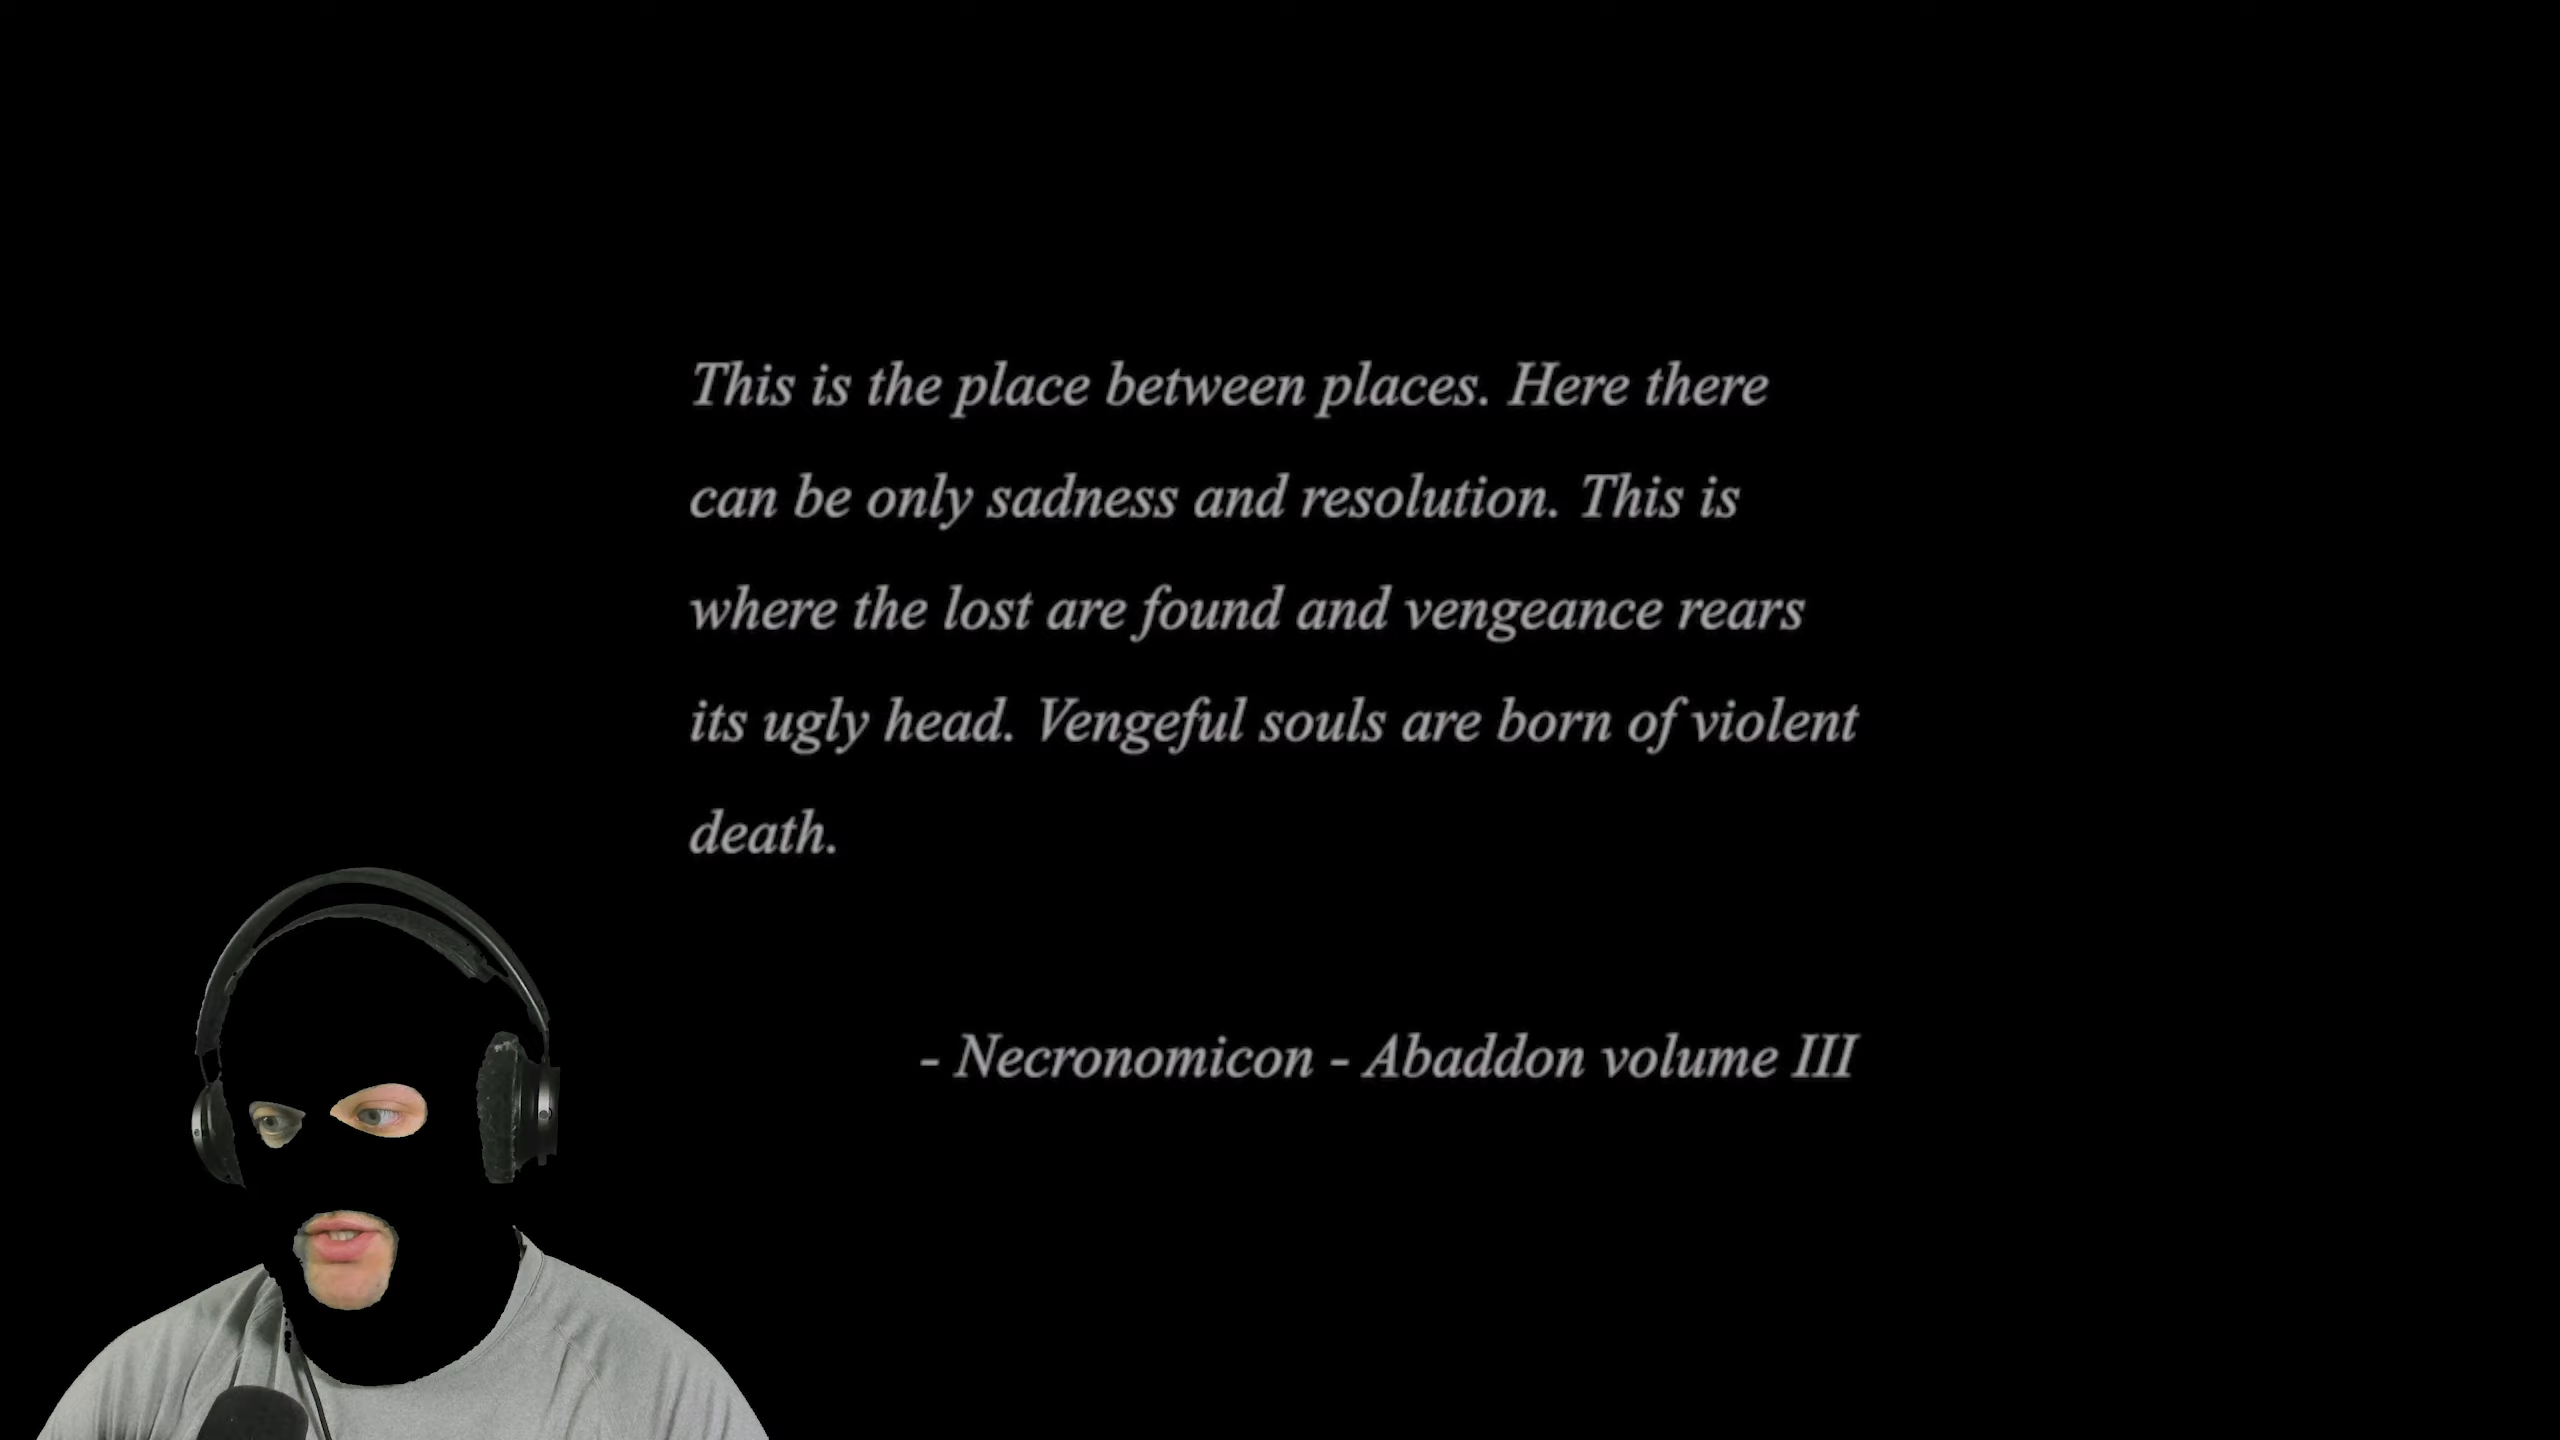 This is the place between places. Here there
can be only sadness and resolution. This is
where the lost are found and vengeance rears
its ugly head. Vengeful souls are born of violent
death.
- Necronomicon - Abaddon volume III